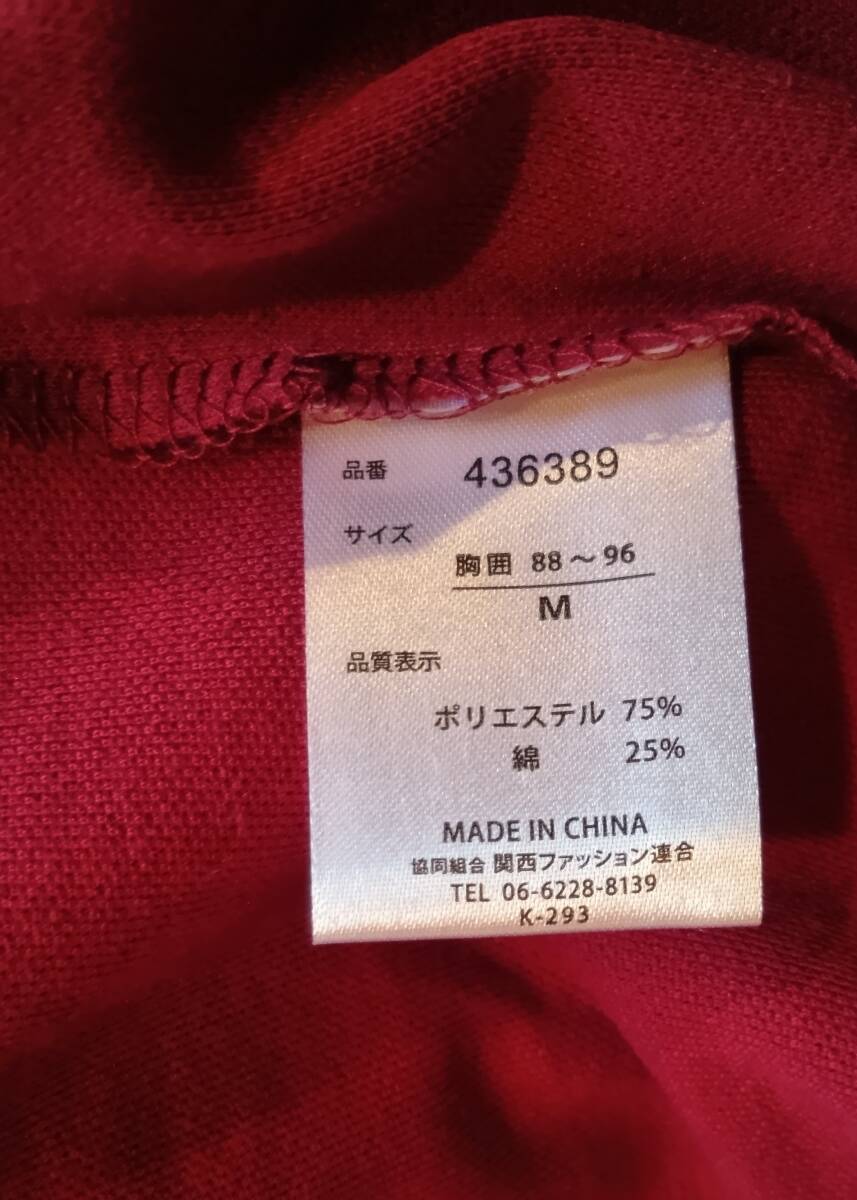 品番 436389
サイズ
胸囲 88～96
M
品質表示
ポリエステル 75%
綿 25%
MADE IN CHINA
協同組合 関西ファッション連合
TEL 06-6228-8139
K-293